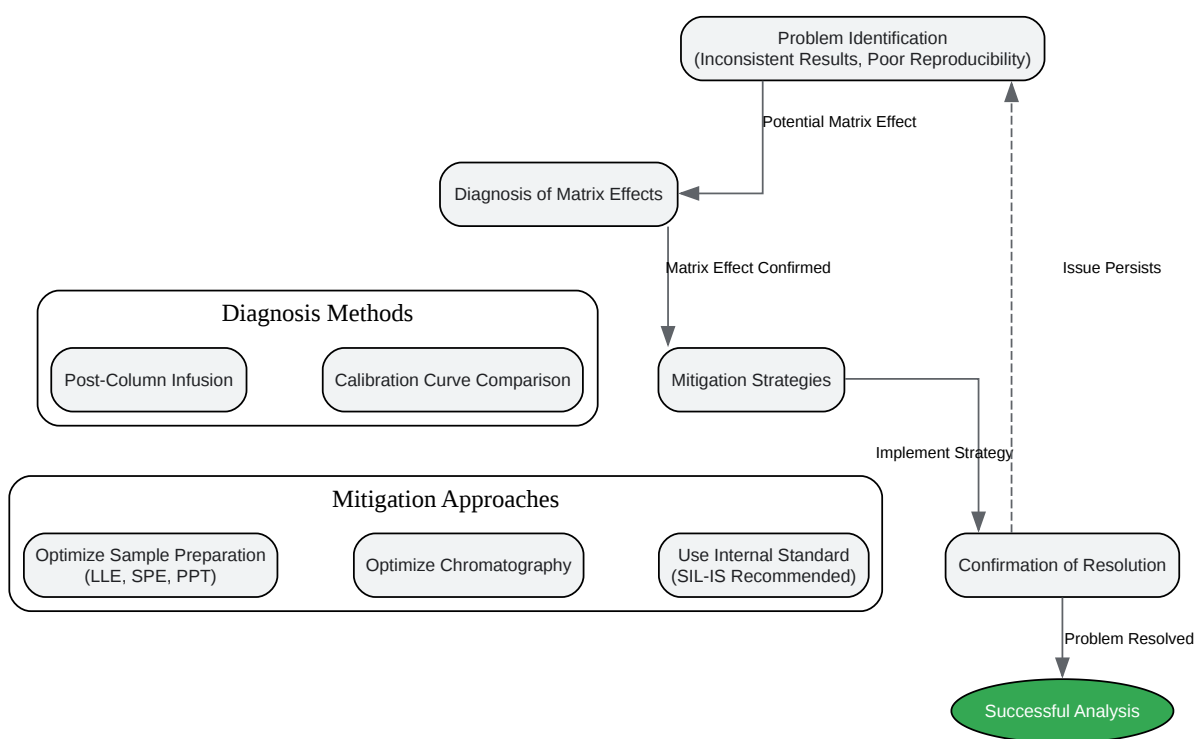 Problem Identification
(Inconsistent Results, Poor Reproducibility)
Potential Matrix Effect
Diagnosis of Matrix Effects
Matrix Effect Confirmed
Issue Persists
Diagnosis Methods
Post-Column Infusion
Calibration Curve Comparison
Mitigation Strategies
Implement Strategy
Mitigation Approaches
Optimize Sample Preparation
(LLE, SPE, PPT)
Optimize Chromatography
Use Internal Standard
(SIL-IS Recommended)
Confirmation of Resolution
Problem Resolved
Successful Analysis